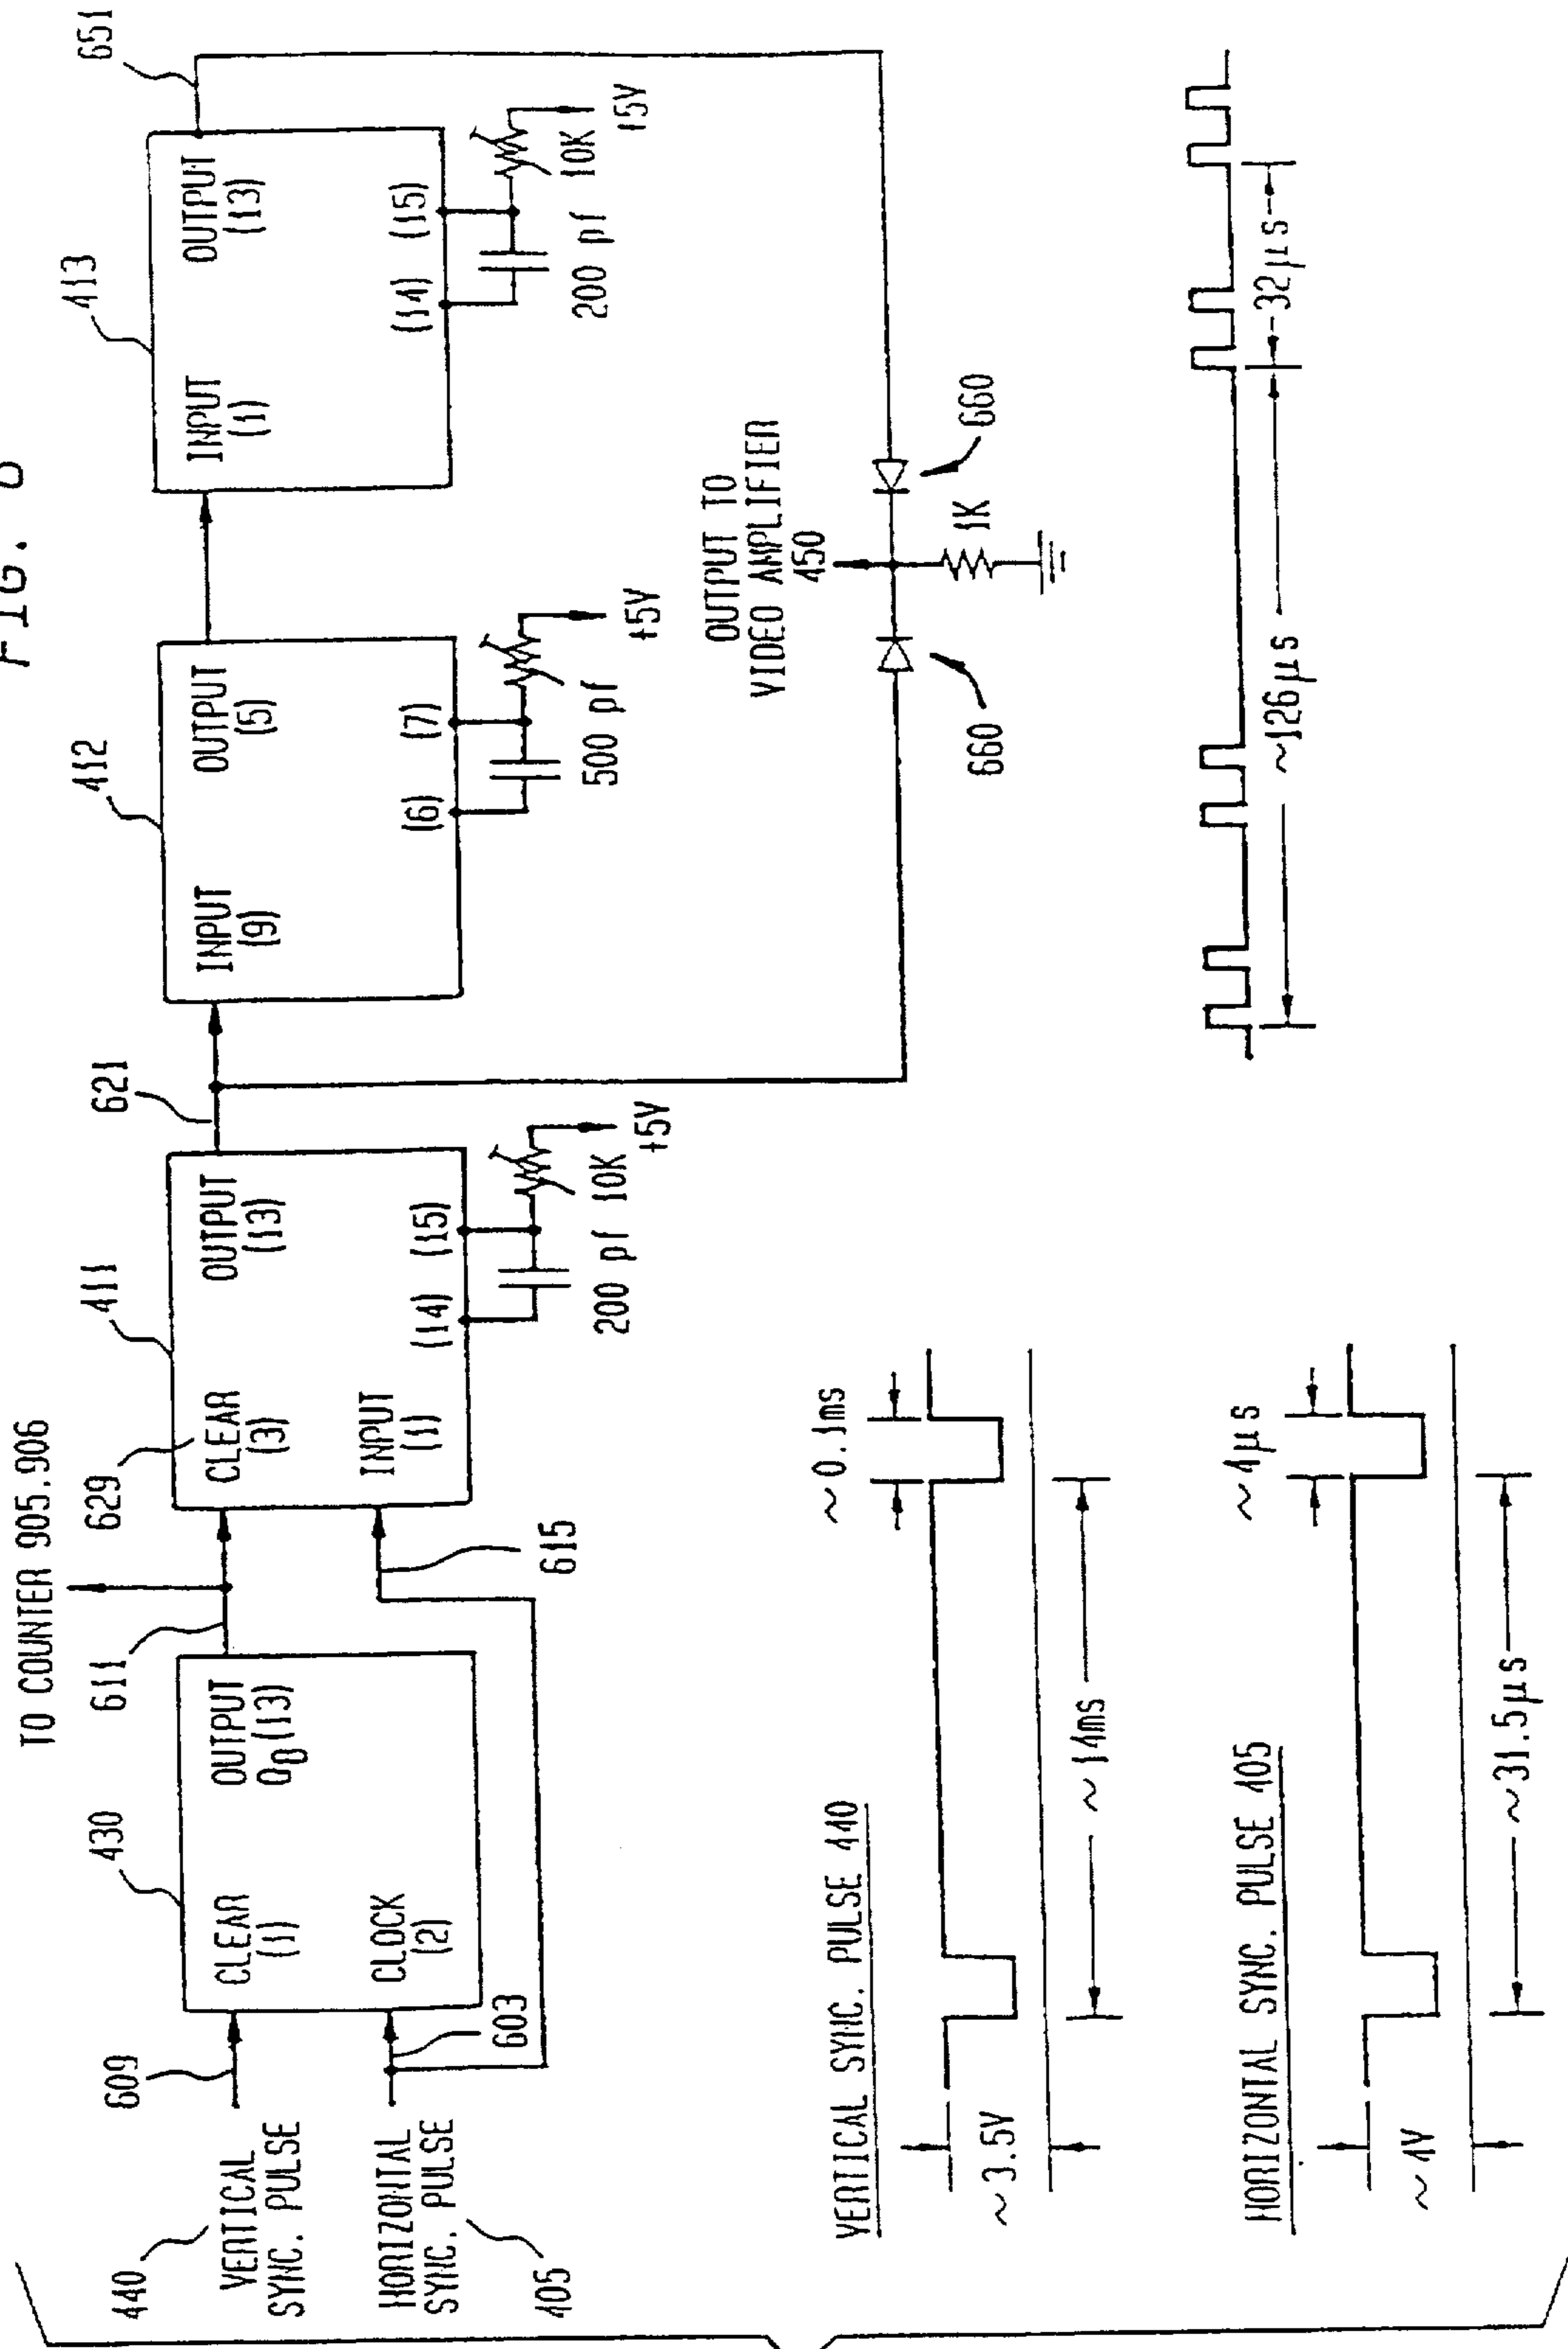 FIG. 6
TO COUNTER 905.906
440
VERTICAL
SYNC. PULSE
HORIZONTAL
SYNC. PULSE
405
609
603
430
CLEAR
(1)
CLOCK
(2)
OUTPUT
Q0 (13)
611
615
629
411
CLEAR
(3)
INPUT
(1)
OUTPUT
(13)
(14)
(15)
200 pf
10K
+5V
621
412
INPUT
(9)
OUTPUT
(5)
(6)
(7)
500 pf
+5V
413
INPUT
(1)
OUTPUT
(13)
(14)
(15)
200 pf
10K
+5V
651
OUTPUT TO
VIDEO AMPLIFIER
450
660
1K
660
VERTICAL SYNC. PULSE 440
~3.5V
~14ms
~0.1ms
HORIZONTAL SYNC. PULSE 405
~4V
~31.5µs
~4µs
~126µs
32µs